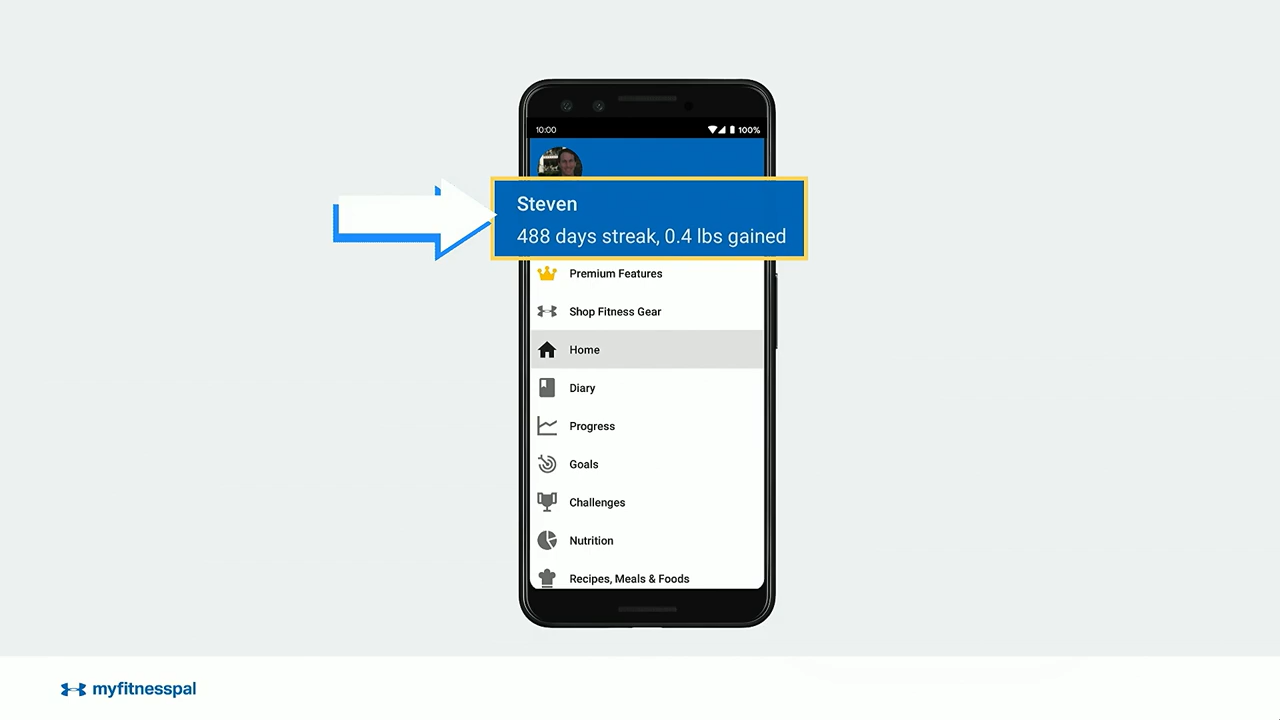 10:00
100%
Steven
488 days streak, 0.4 lbs gained
Premium Features
Shop Fitness Gear
Home
Diary
Progress
Goals
Challenges
Nutrition
Recipes, Meals & Foods
myfitnesspal